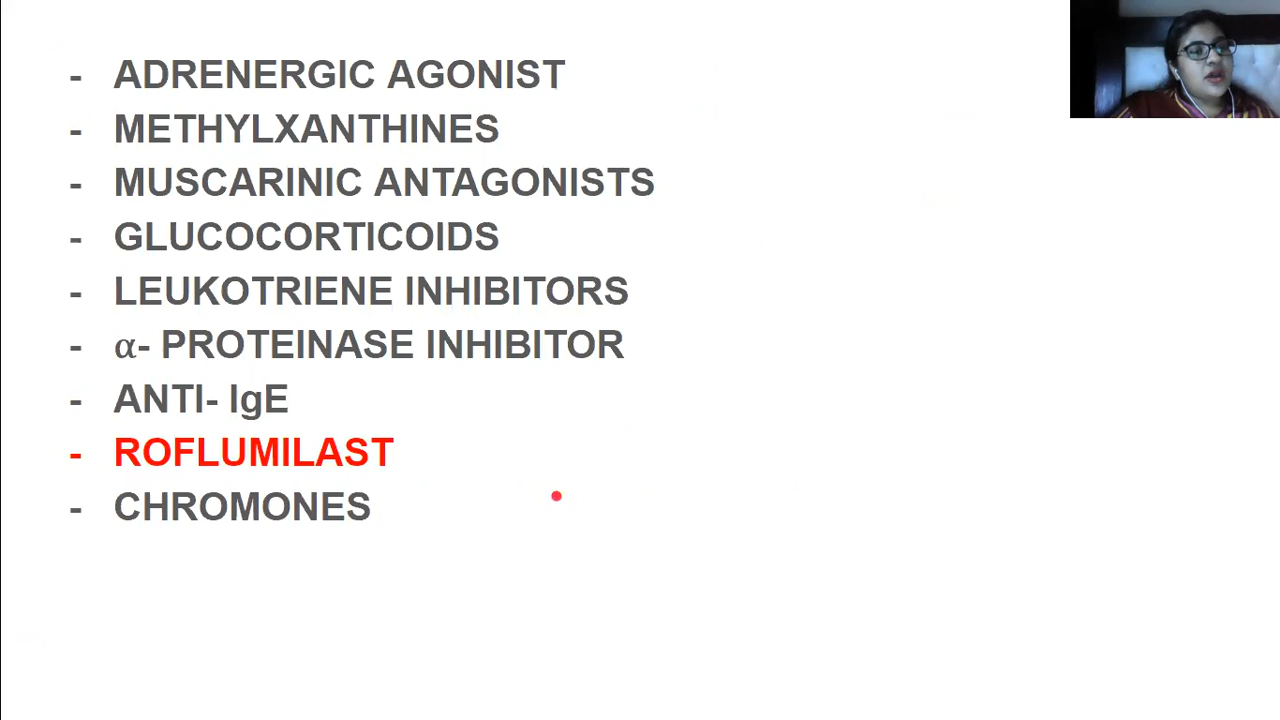 - ADRENERGIC AGONIST
- METHYLXANTHINES
- MUSCARINIC ANTAGONISTS
- GLUCOCORTICOIDS
- LEUKOTRIENE INHIBITORS
- α- PROTEINASE INHIBITOR
- ANTI- IgE
- ROFLUMILAST
- CHROMONES